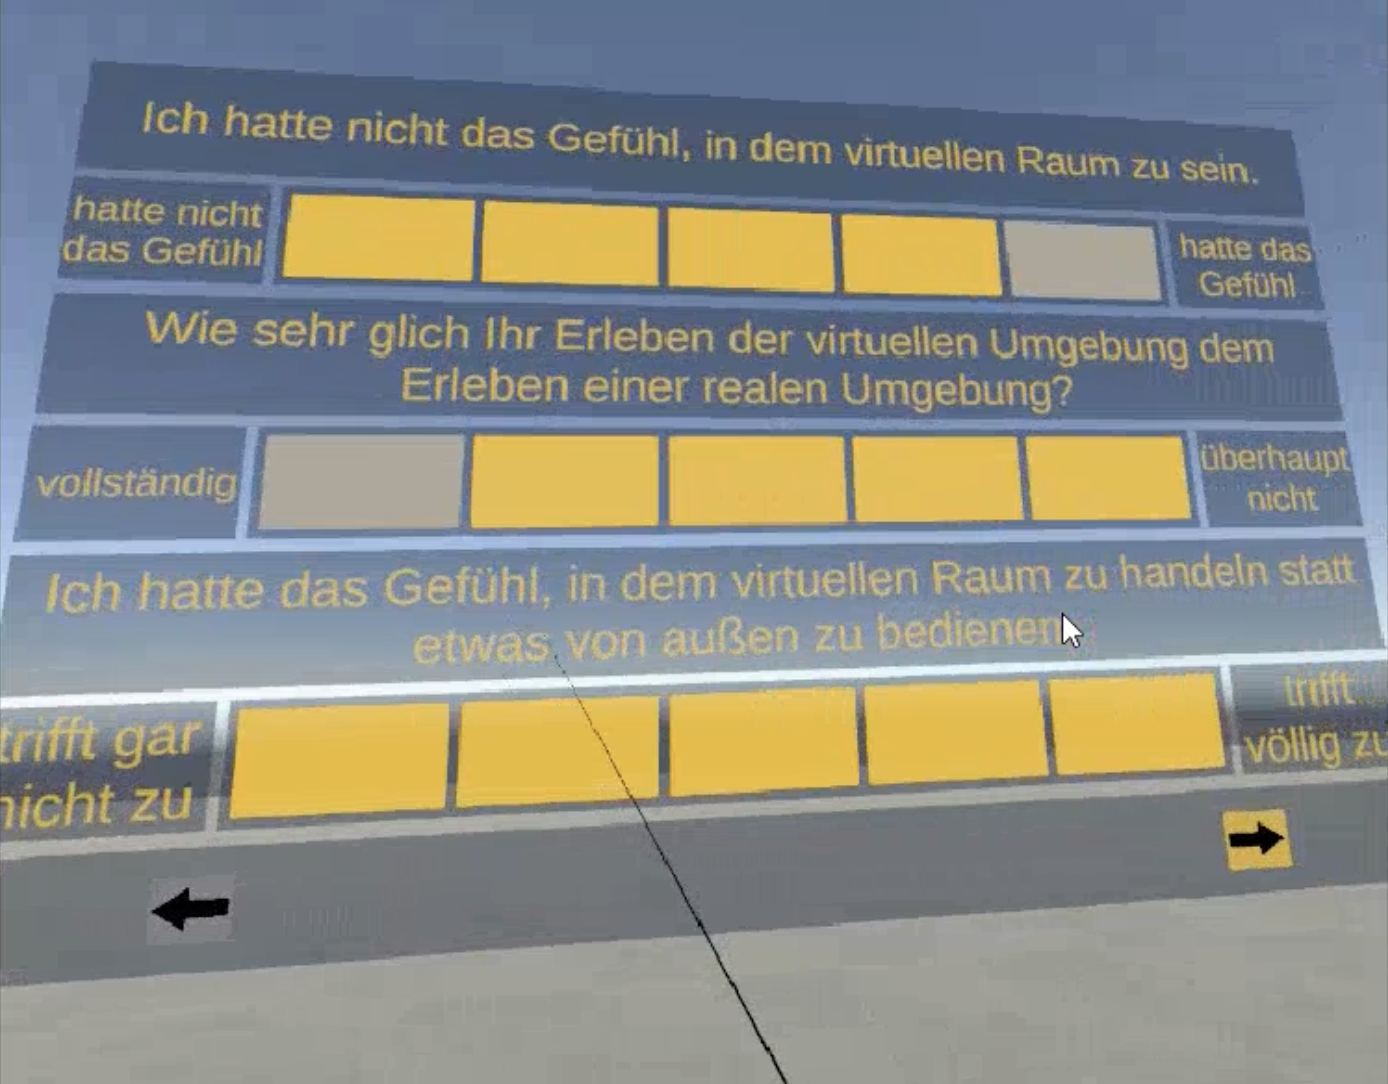 Ich hatte nicht das Gefühl, in dem virtuellen Raum zu sein.
hatte nicht
das Gefühl
hatte das
Gefühl
Wie sehr glich Ihr Erleben der virtuellen Umgebung dem
Erleben einer realen Umgebung?
vollständig
überhaupt
nicht
Ich hatte das Gefühl, in dem virtuellen Raum zu handeln statt
etwas von außen zu bedienen
trifft gar
nicht zu
trifft
völlig zu